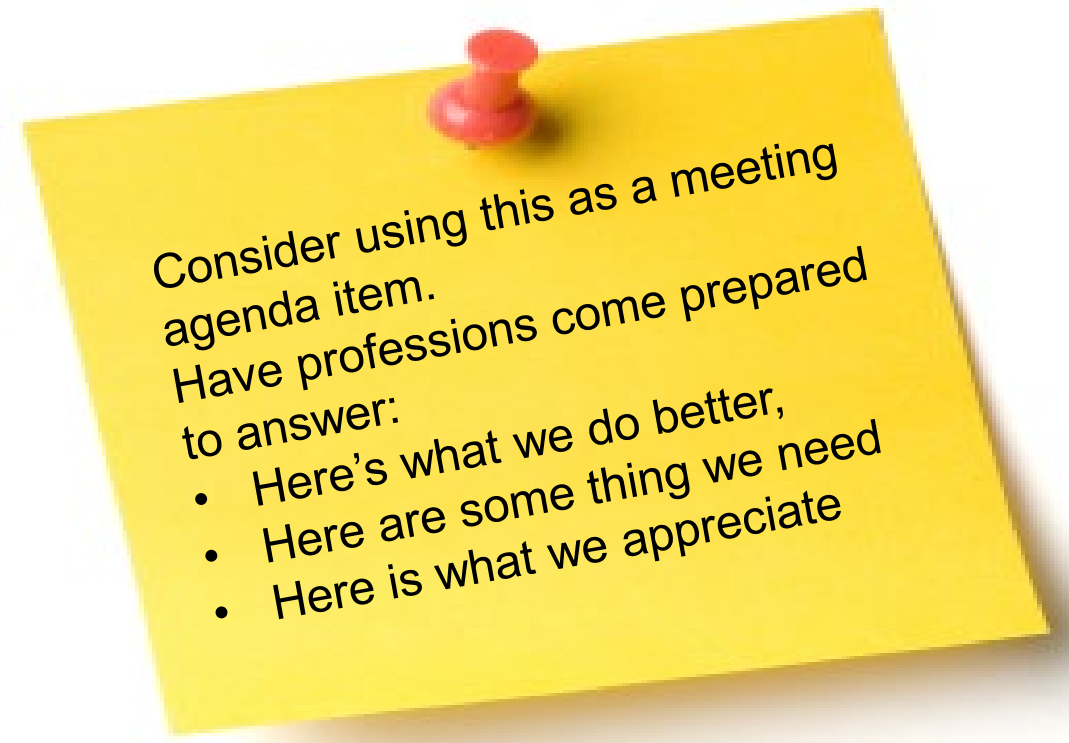 Consider using this as a meeting
agenda item.
Have professions come prepared
to answer:
• Here’s what we do better,
• Here are some thing we need
• Here is what we appreciate